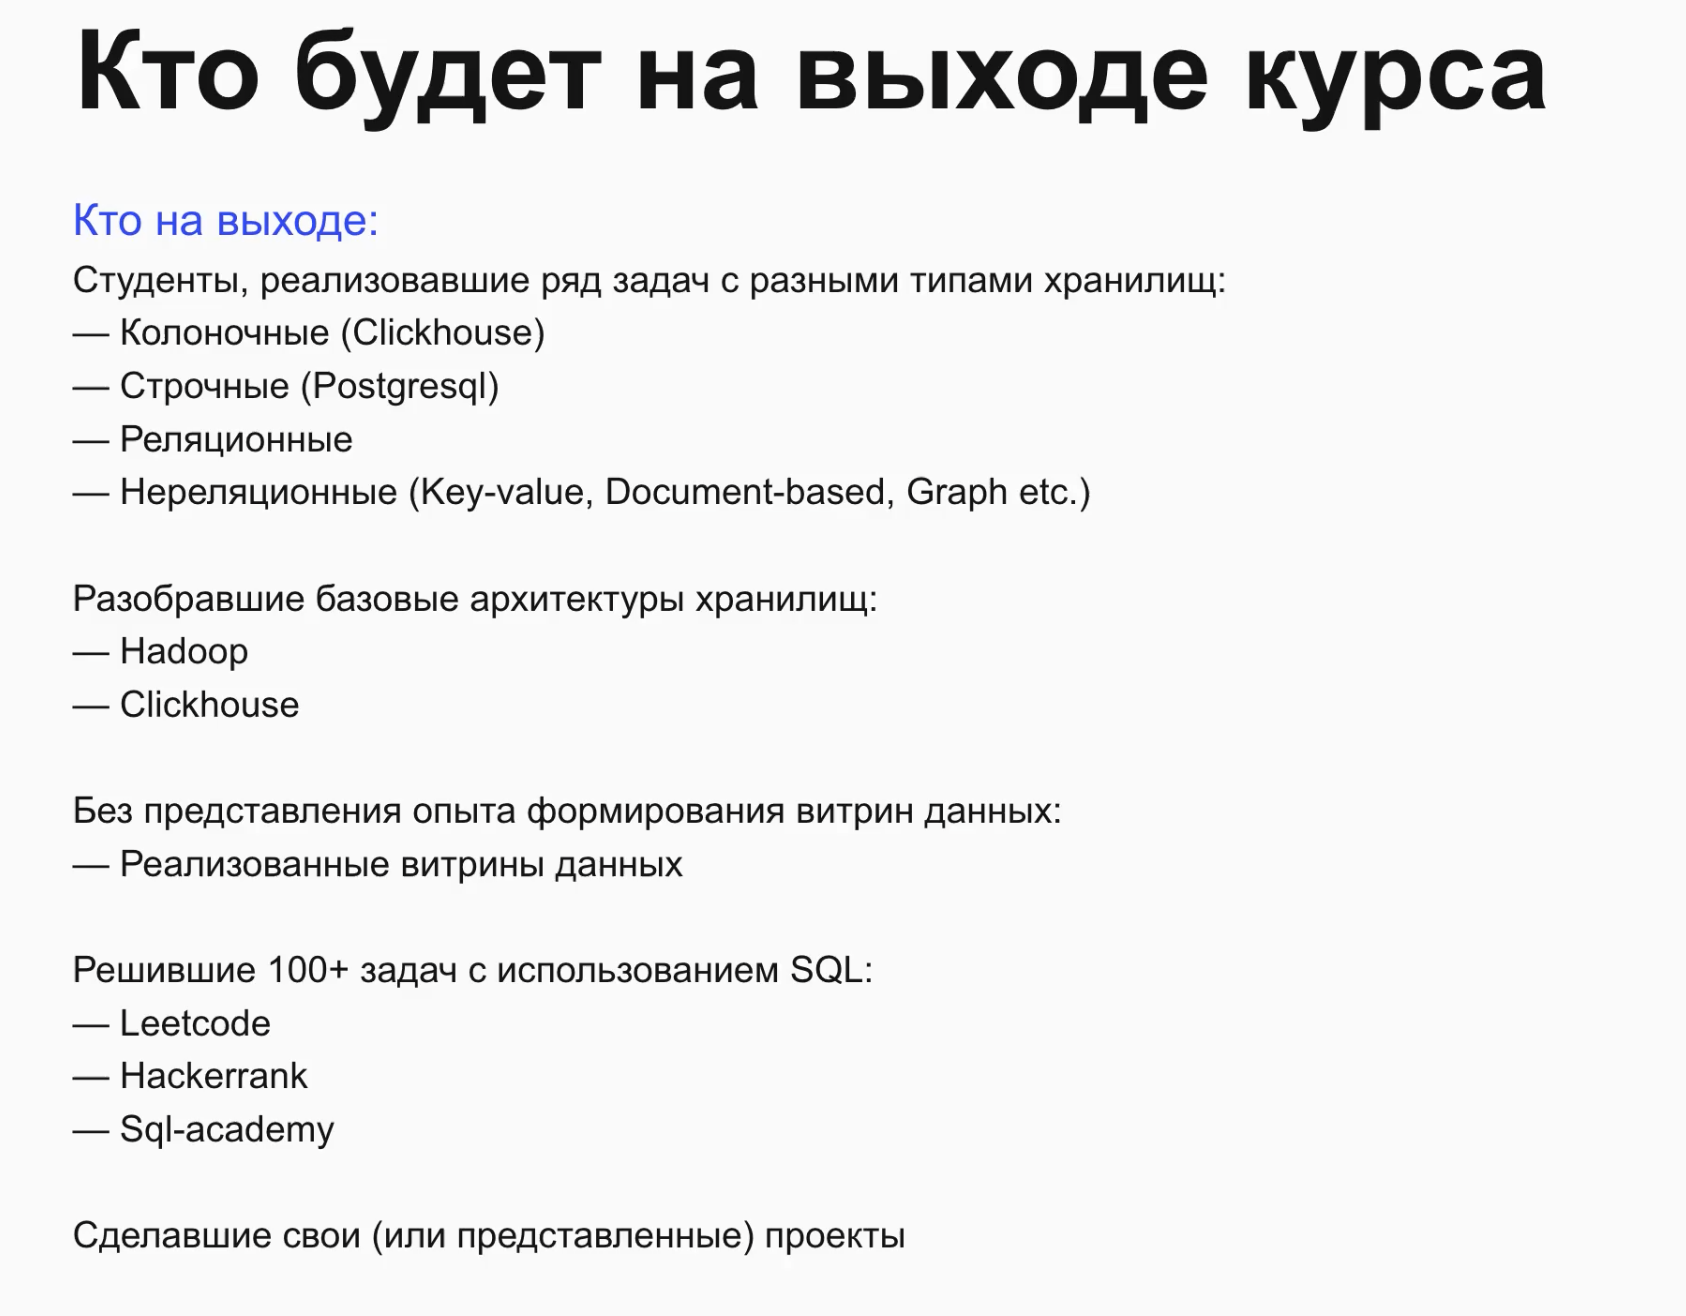 Кто будет на выходе курса
Кто на выходе:
Студенты, реализовавшие ряд задач с разными типами хранилищ:
— Колоночные (Clickhouse)
— Строчные (Postgresql)
— Реляционные
— Нереляционные (Key-value, Document-based, Graph etc.)
Разобравшие базовые архитектуры хранилищ:
— Hadoop
— Clickhouse
Без представления опыта формирования витрин данных:
— Реализованные витрины данных
Решившие 100+ задач с использованием SQL:
— Leetcode
— Hackerrank
— Sql-academy
Сделавшие свои (или представленные) проекты